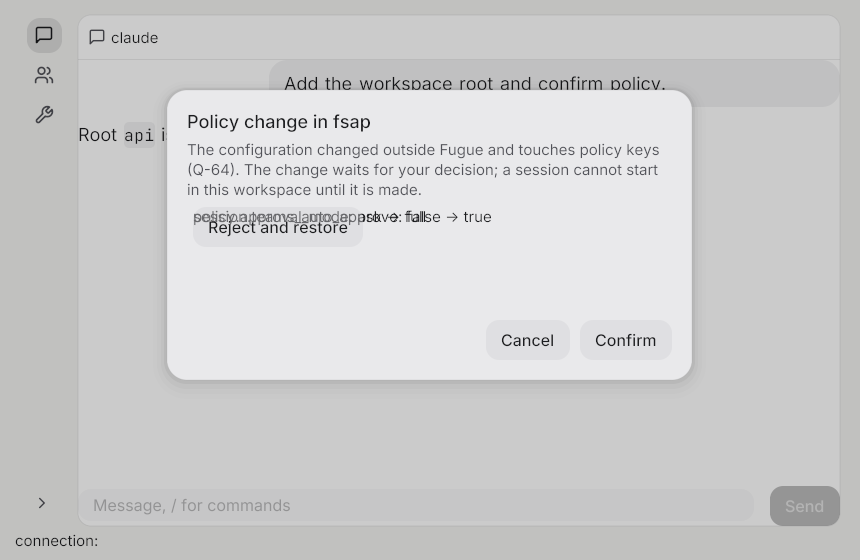 claude
Add the workspace root and confirm policy.
Root api
Policy change in fsap
The configuration changed outside Fugue and touches policy keys
(Q-64). The change waits for your decision; a session cannot start
in this workspace until it is made.
false → true
Reject and restore
Cancel
Confirm
Message, / for commands
Send
connection: